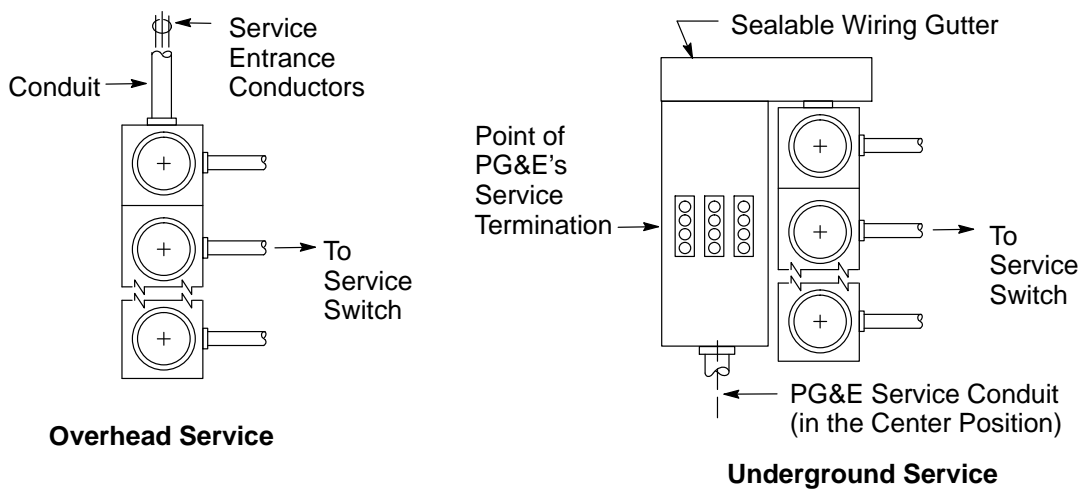 Service
Entrance
Conductors
Conduit
To
Service
Switch
Overhead Service
Sealable Wiring Gutter
Point of
PG&E's
Service
Termination
To
Service
Switch
PG&E Service Conduit
(in the Center Position)
Underground Service